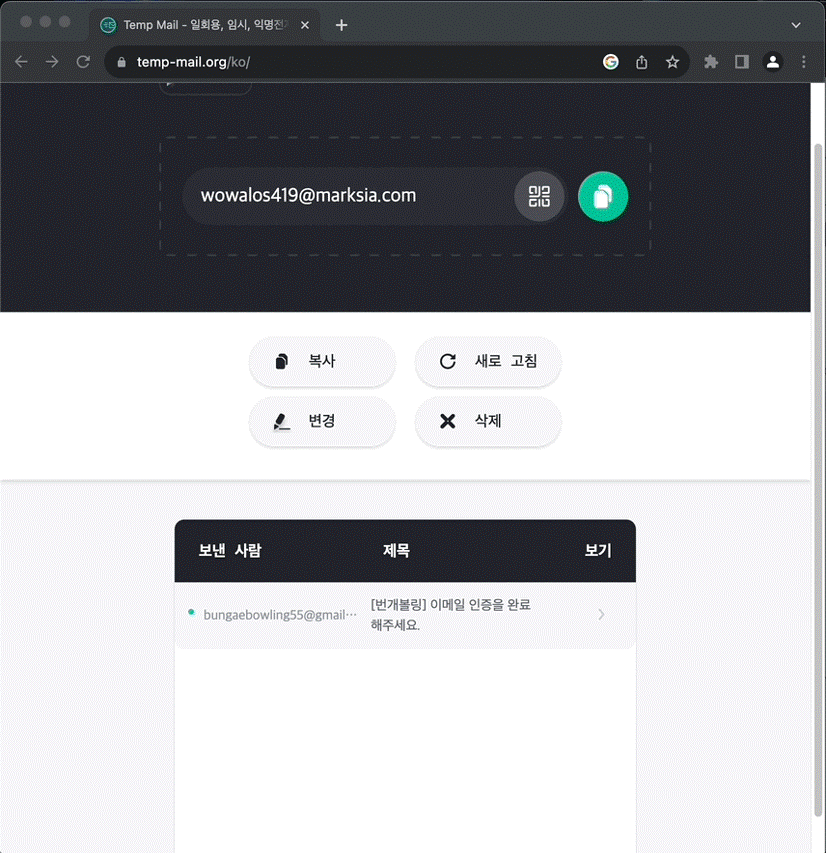 Temp Mail - 일회용, 임시, 익명전
temp-mail.org/ko/
wowalos419@marksia.com
복사
새로 고침
변경
삭제
보낸 사람 제목 보기
bungaebowling55@gmail… [번개볼링] 이메일 인증을 완료
해주세요.